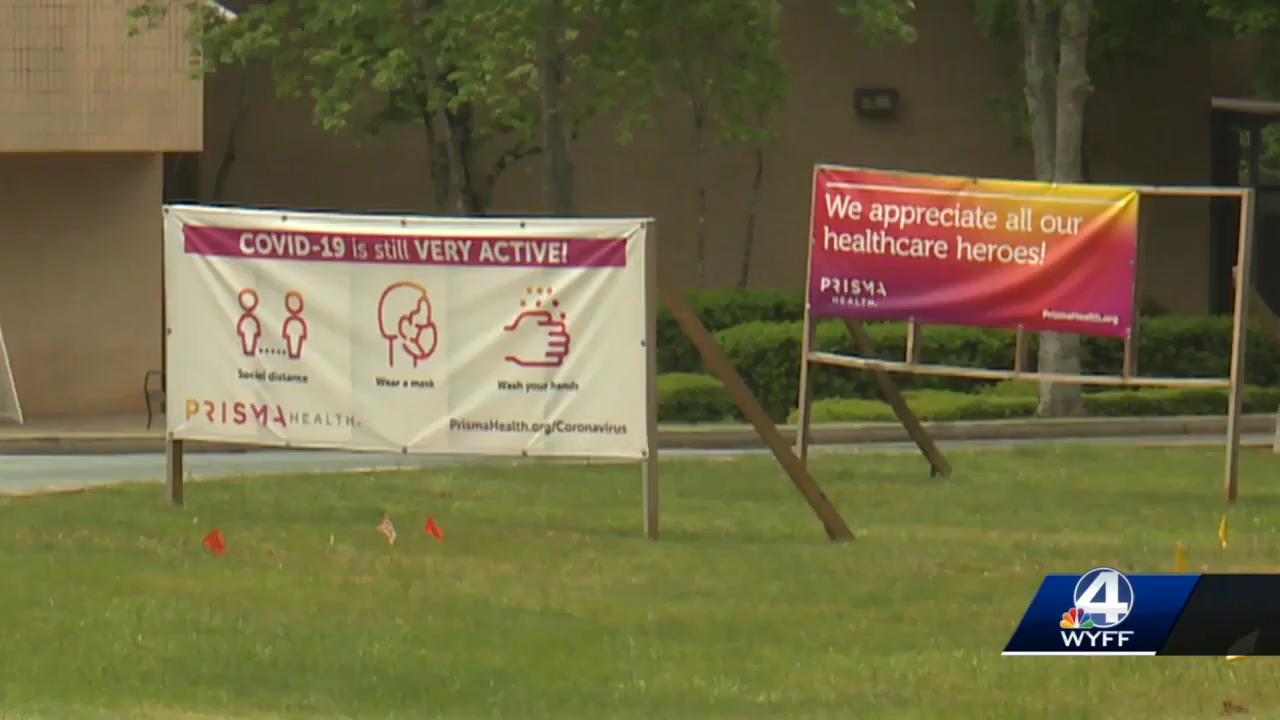 COVID-19 is still VERY ACTIVE!
Social distance
Wear a mask
Wash your hands
PRISMA HEALTH.
PrismaHealth.org/Coronavirus
We appreciate all our
healthcare heroes!
PRISMA
HEALTH.
PrismaHealth.org
4
WYFF